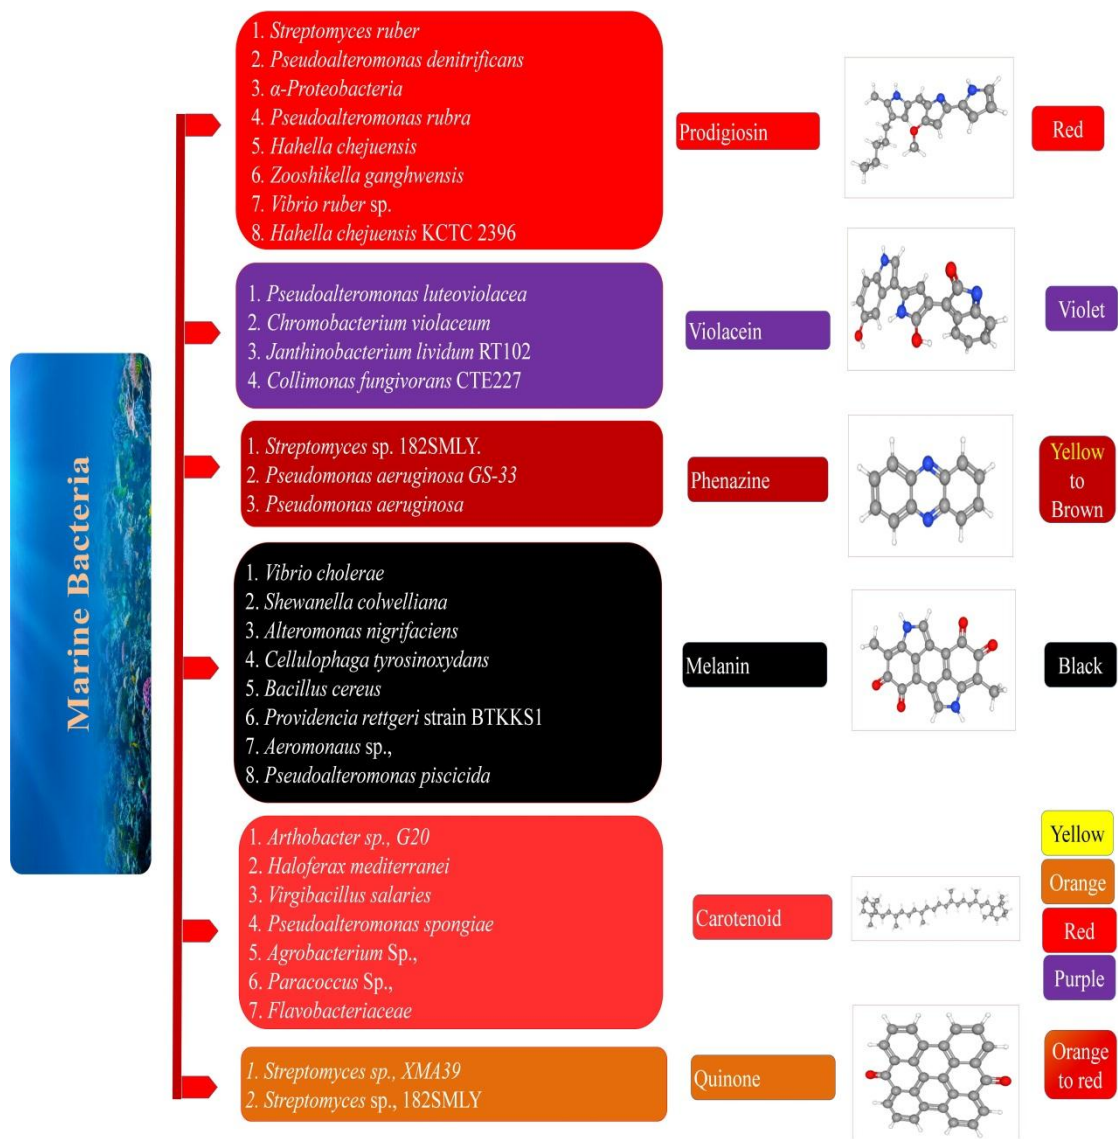 Marine Bacteria
1. Streptomyces ruber
2. Pseudoalteromonas denitrificans
3. α-Proteobacteria
4. Pseudoalteromonas rubra
5. Hahella chejuensis
6. Zooshikella ganghwensis
7. Vibrio ruber sp.
8. Hahella chejuensis KCTC 2396
Prodigiosin
Red
1. Pseudoalteromonas luteoviolacea
2. Chromobacterium violaceum
3. Janthinobacterium lividum RT102
4. Collimonas fungivorans CTE227
Violacein
Violet
1. Streptomyces sp. 182SMLY.
2. Pseudomonas aeruginosa GS-33
3. Pseudomonas aeruginosa
Phenazine
Yellow
to
Brown
1. Vibrio cholerae
2. Shewanella colwelliana
3. Alteromonas nigrifaciens
4. Cellulophaga tyrosinoxydans
5. Bacillus cereus
6. Providencia rettgeri strain BTKKS1
7. Aeromonaus sp.,
8. Pseudoalteromonas piscicida
Melanin
Black
1. Arthobacter sp., G20
2. Haloferax mediterranei
3. Virgibacillus salaries
4. Pseudoalteromonas spongiae
5. Agrobacterium Sp.,
6. Paracoccus Sp.,
7. Flavobacteriaceae
Carotenoid
Yellow
Orange
Red
Purple
1. Streptomyces sp., XMA39
2. Streptomyces sp., 182SMLY
Quinone
Orange
to red